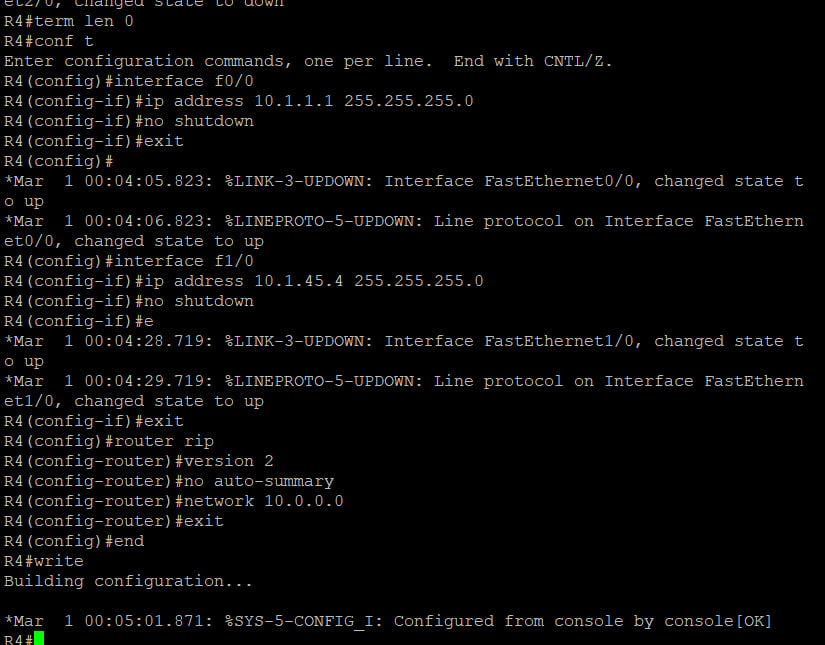 et2/0, changed state to down
R4#term len 0
R4#conf t
Enter configuration commands, one per line.  End with CNTL/Z.
R4(config)#interface f0/0
R4(config-if)#ip address 10.1.1.1 255.255.255.0
R4(config-if)#no shutdown
R4(config-if)#exit
R4(config)#
*Mar  1 00:04:05.823: %LINK-3-UPDOWN: Interface FastEthernet0/0, changed state t
o up
*Mar  1 00:04:06.823: %LINEPROTO-5-UPDOWN: Line protocol on Interface FastEthern
et0/0, changed state to up
R4(config)#interface f1/0
R4(config-if)#ip address 10.1.45.4 255.255.255.0
R4(config-if)#no shutdown
R4(config-if)#e
*Mar  1 00:04:28.719: %LINK-3-UPDOWN: Interface FastEthernet1/0, changed state t
o up
*Mar  1 00:04:29.719: %LINEPROTO-5-UPDOWN: Line protocol on Interface FastEthern
et1/0, changed state to up
R4(config-if)#exit
R4(config)#router rip
R4(config-router)#version 2
R4(config-router)#no auto-summary
R4(config-router)#network 10.0.0.0
R4(config-router)#exit
R4(config)#end
R4#write
Building configuration...
*Mar  1 00:05:01.871: %SYS-5-CONFIG_I: Configured from console by console[OK]
R4#